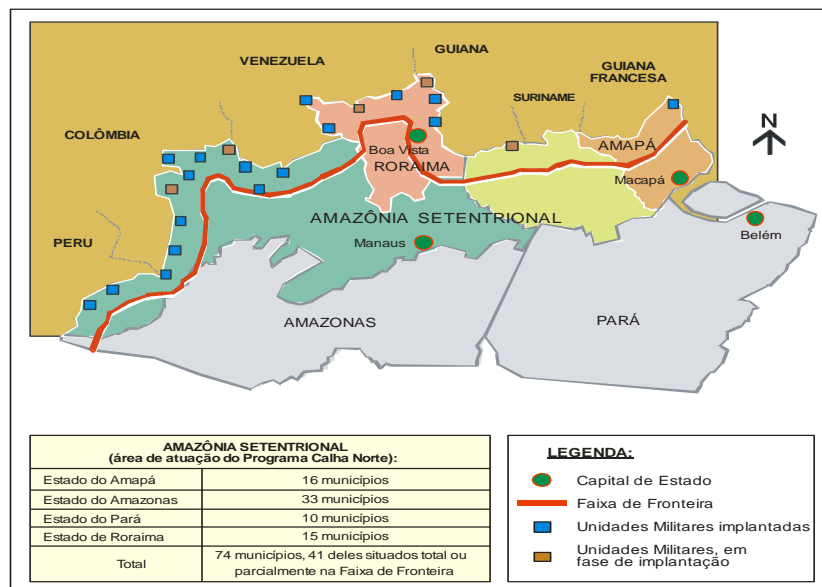 GUIANA
VENEZUELA
GUIANA
FRANCESA
SURINAME
COLÔMBIA
N
AMAPÁ
Boa Vista
RORAIMA
Macapá
AMAZÔNIA SETENTRIONAL
Manaus
Belém
PERU
AMAZONAS
PARÁ
AMAZÔNIA SETENTRIONAL
(área de atuação do Programa Calha Norte):
Estado do Amapá 16 municípios
Estado do Amazonas 33 municípios
Estado do Pará 10 municípios
Estado de Roraima 15 municípios
Total 74 municípios, 41 deles situados total ou
parcialmente na Faixa de Fronteira
LEGENDA:
Capital de Estado
Faixa de Fronteira
Unidades Militares implantadas
Unidades Militares, em
fase de implantação